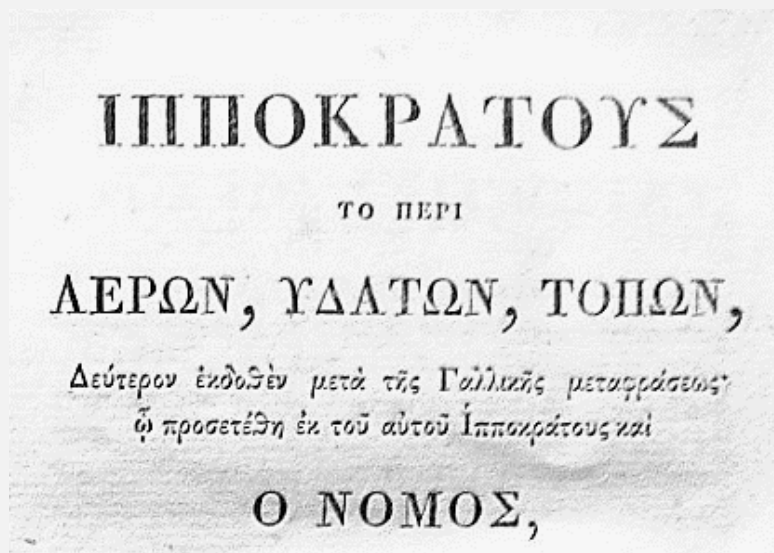 ΙΠΠΟΚΡΑΤΟΥΣ
ΤΟ ΠΕΡΙ
ΑΕΡΩΝ, ΥΔΑΤΩΝ, ΤΟΠΩΝ,
Δεύτερον ἐκδοθὲν μετὰ τῆς Γαλλικῆς μεταφράσεως·
ᾧ προσετέθη ἐκ τοῦ αὐτοῦ Ἱπποκράτους καὶ
Ο ΝΟΜΟΣ,